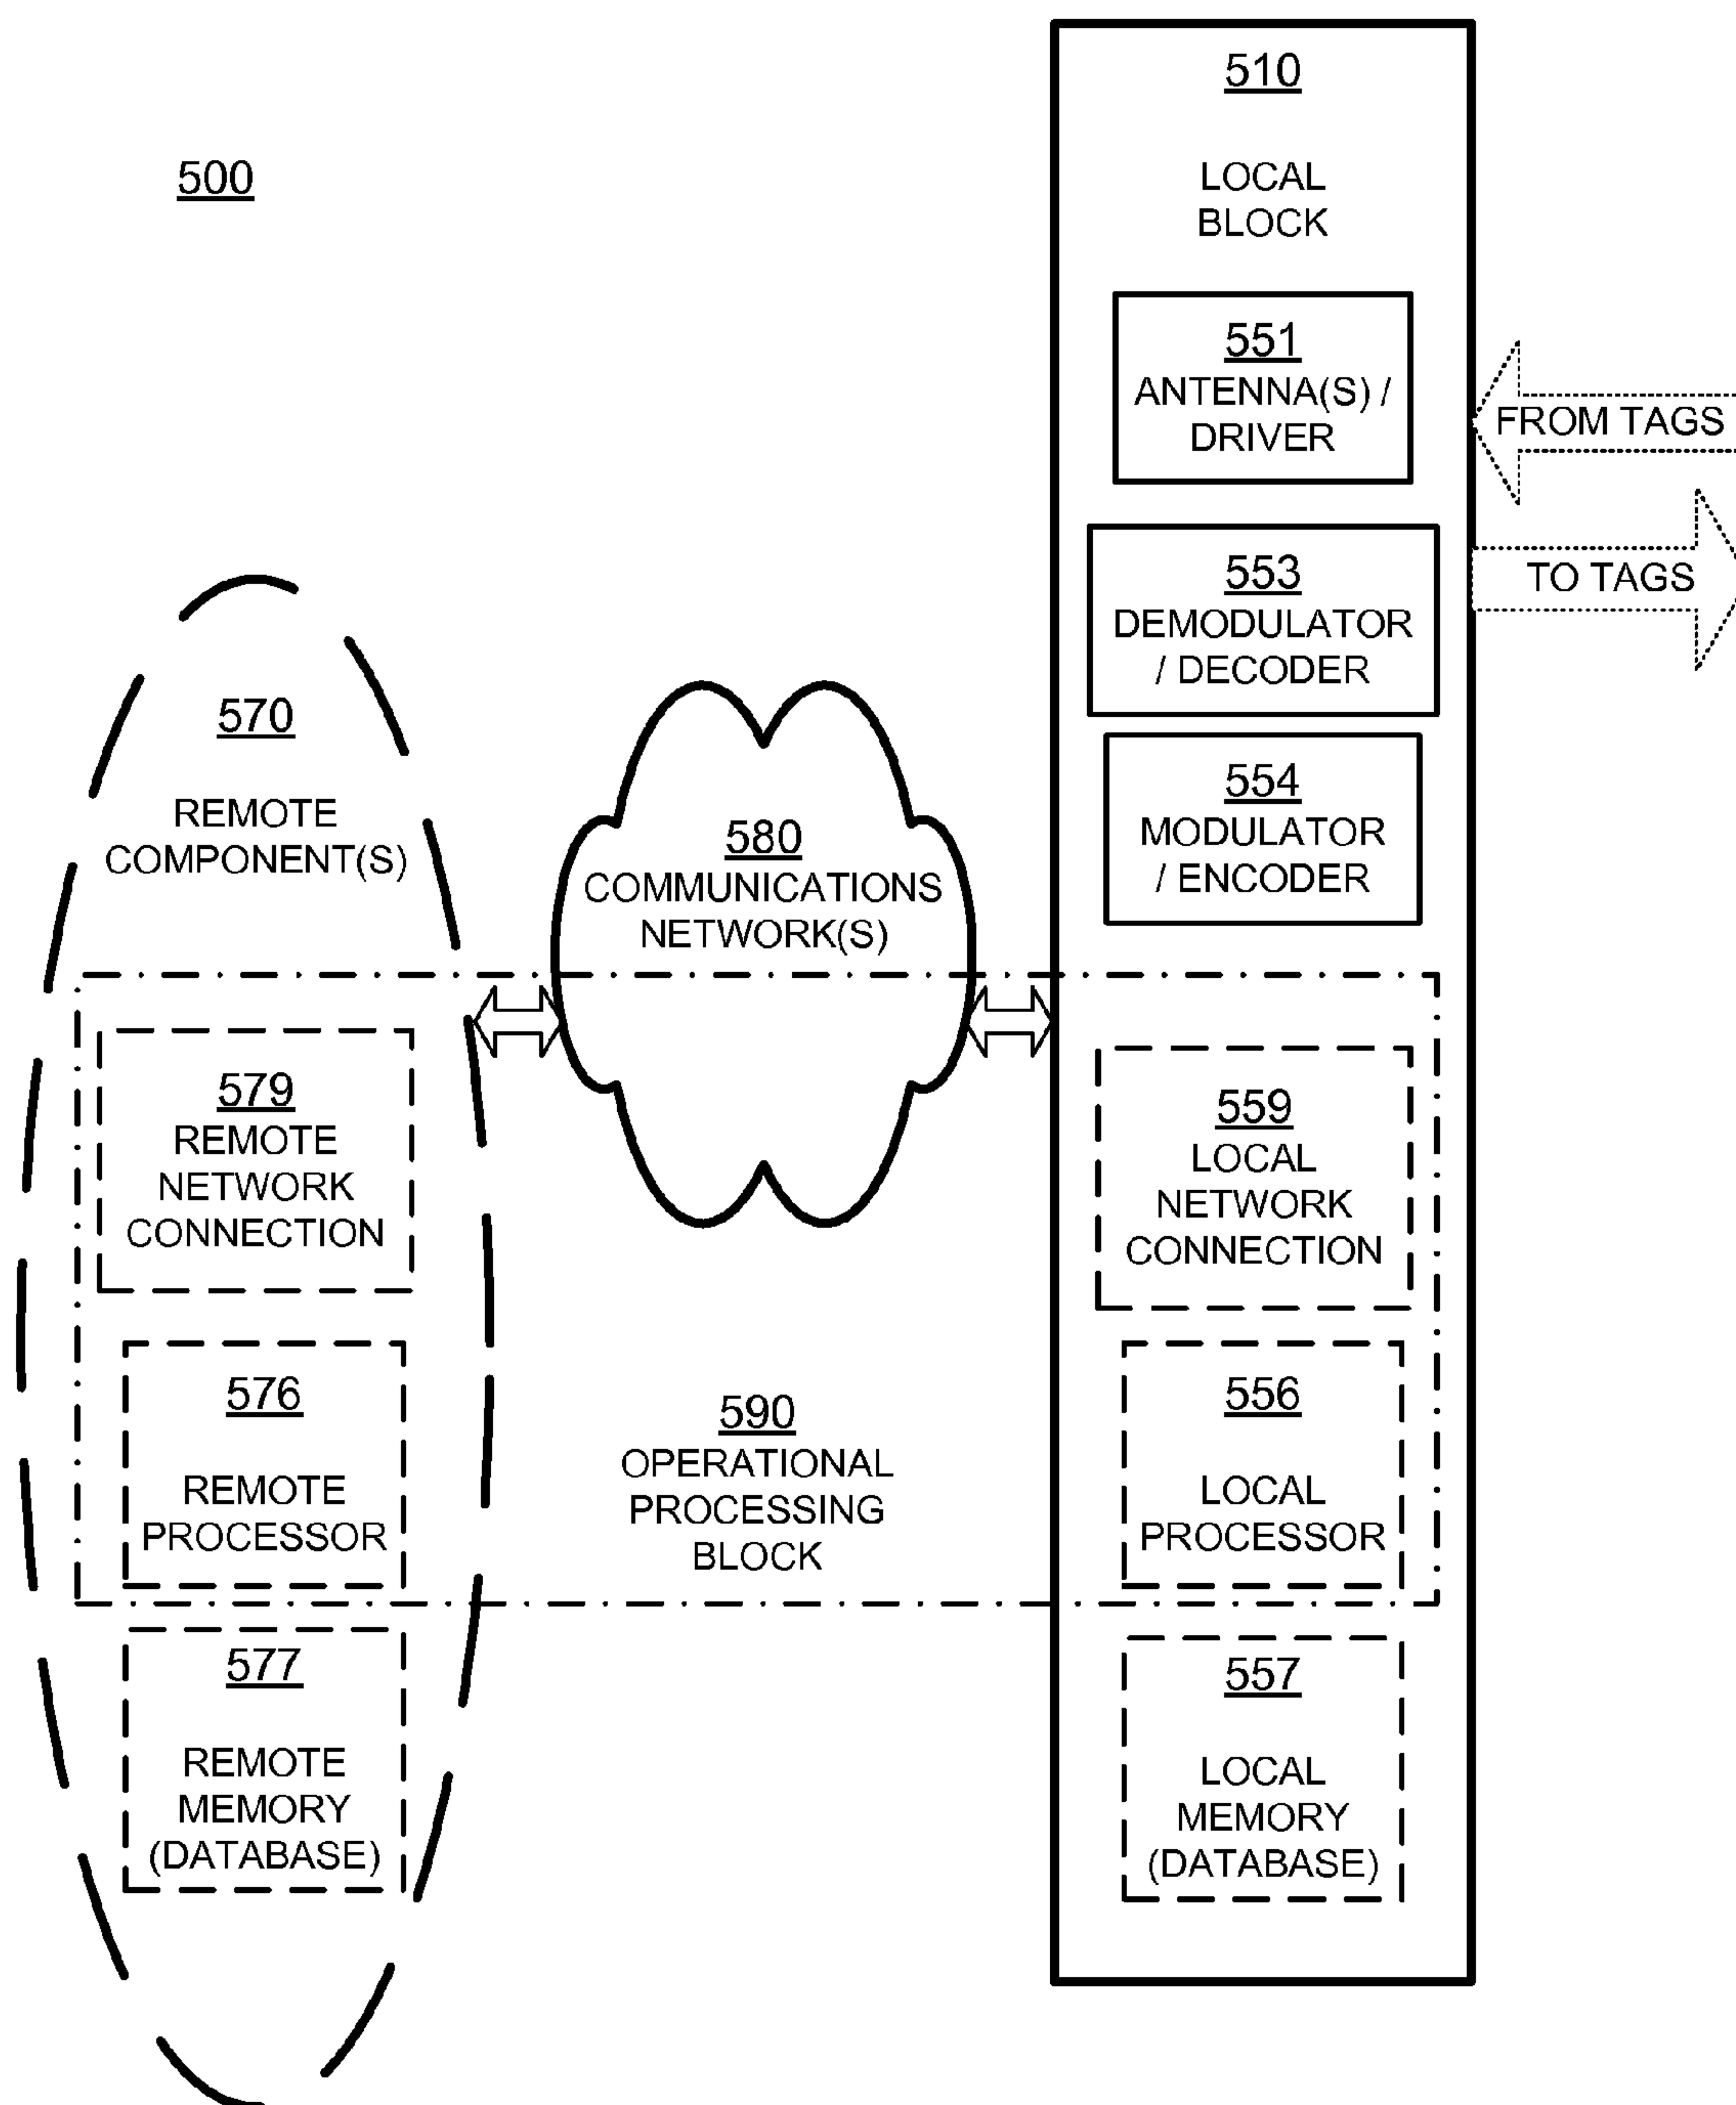 500
510
LOCAL
BLOCK
551
ANTENNA(S) /
DRIVER
FROM TAGS
553
DEMODULATOR
/ DECODER
TO TAGS
554
MODULATOR
/ ENCODER
570
REMOTE
COMPONENT(S)
580
COMMUNICATIONS
NETWORK(S)
579
REMOTE
NETWORK
CONNECTION
559
LOCAL
NETWORK
CONNECTION
576
REMOTE
PROCESSOR
590
OPERATIONAL
PROCESSING
BLOCK
556
LOCAL
PROCESSOR
577
REMOTE
MEMORY
(DATABASE)
557
LOCAL
MEMORY
(DATABASE)